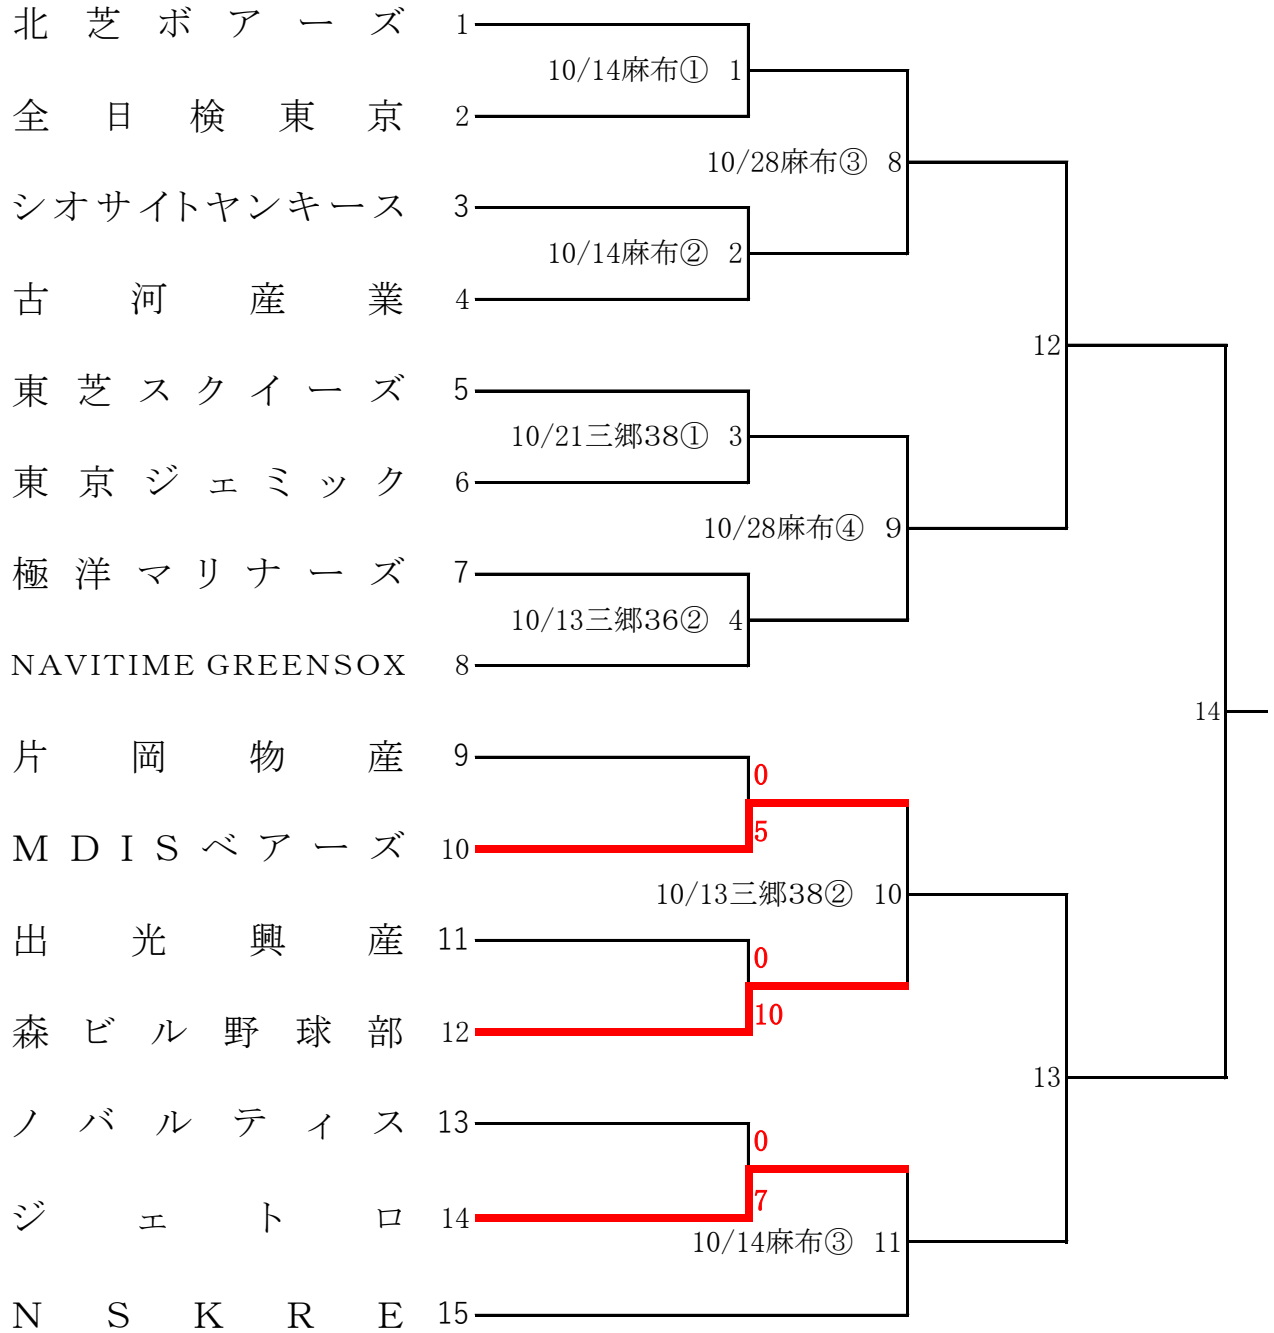 北芝ボアーズ 1
10/14麻布① 1
全日検東京 2
10/28麻布③ 8
シオサイトヤンキース 3
10/14麻布② 2
古河産業 4
12
東芝スクイーズ 5
10/21三郷38① 3
東京ジェミック 6
10/28麻布④ 9
極洋マリナーズ 7
10/13三郷36② 4
NAVITIME GREENSOX 8
14
片岡物産 9
0
5
MDISベアーズ 10
10/13三郷38② 10
出光興産 11
0
10
森ビル野球部 12
13
ノバルティス 13
0
7
ジェトロ 14
10/14麻布③ 11
NSKRE 15